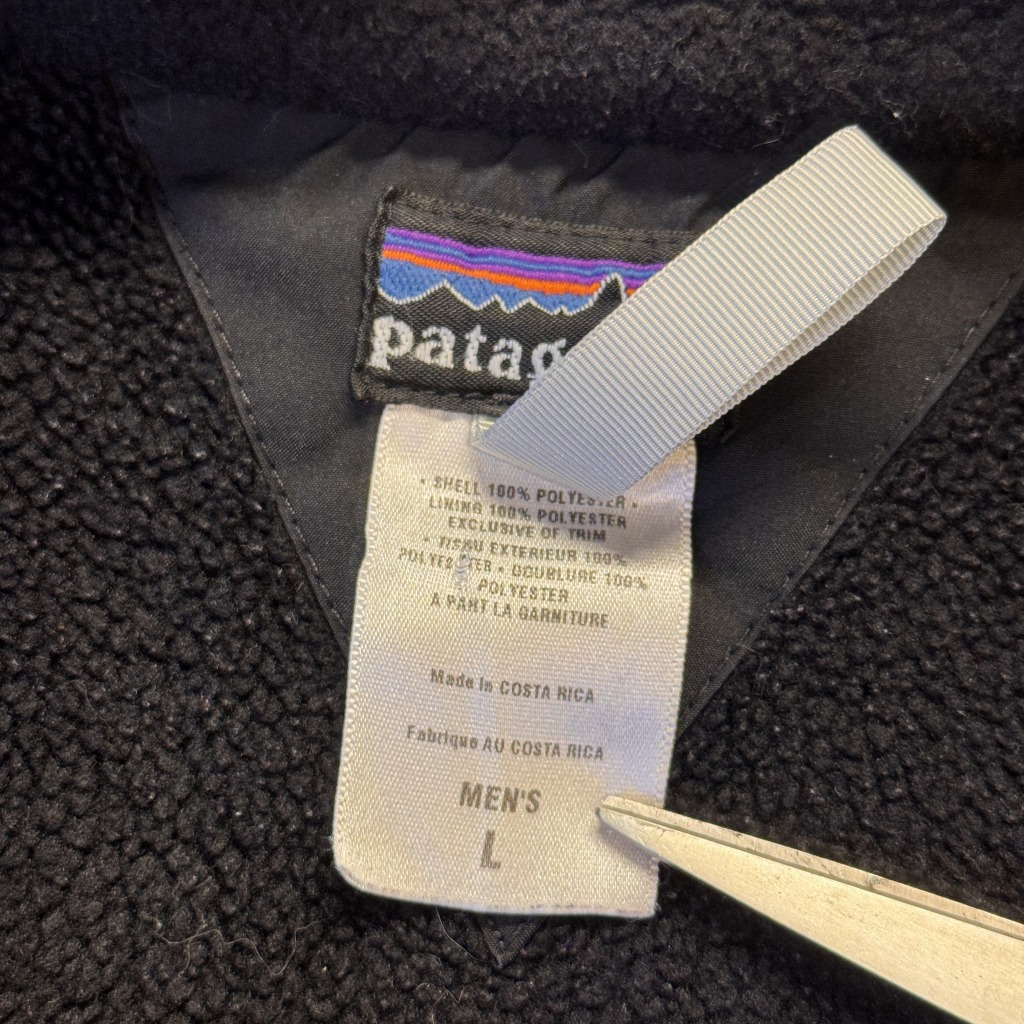 patag
• SHELL 100% POLYESTER •
LINING 100% POLYESTER
EXCLUSIVE OF TRIM
• TISSU EXTERIEUR 100%
POLYESTER • DOUBLURE 100%
POLYESTER
A PART LA GARNITURE
Made In COSTA RICA
Fabrique AU COSTA RICA
MEN'S
L